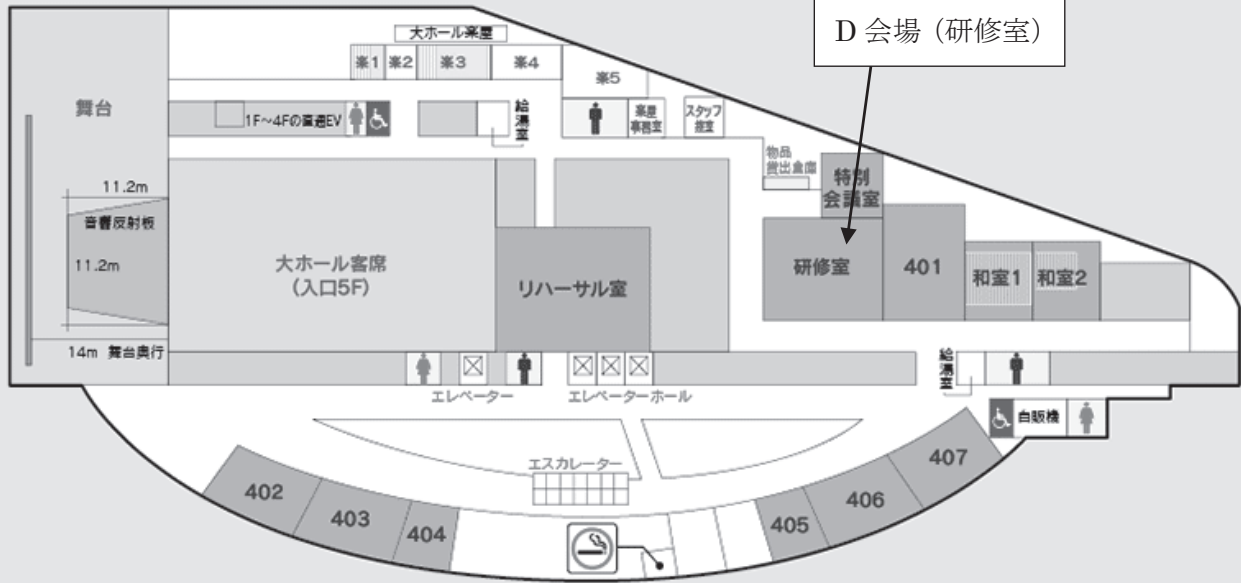 D 会場（研修室）
大ホール楽屋
楽1
楽2
楽3
楽4
楽5
舞台
1F〜4Fの直通EV
給湯室
楽屋
事務室
スタッフ
控室
物品
貸出倉庫
特別
会議室
11.2m
音響反射板
11.2m
14m 舞台奥行
大ホール客席
(入口5F)
リハーサル室
研修室
401
和室1
和室2
エレベーター
エレベーターホール
給湯室
自販機
エスカレーター
402
403
404
405
406
407